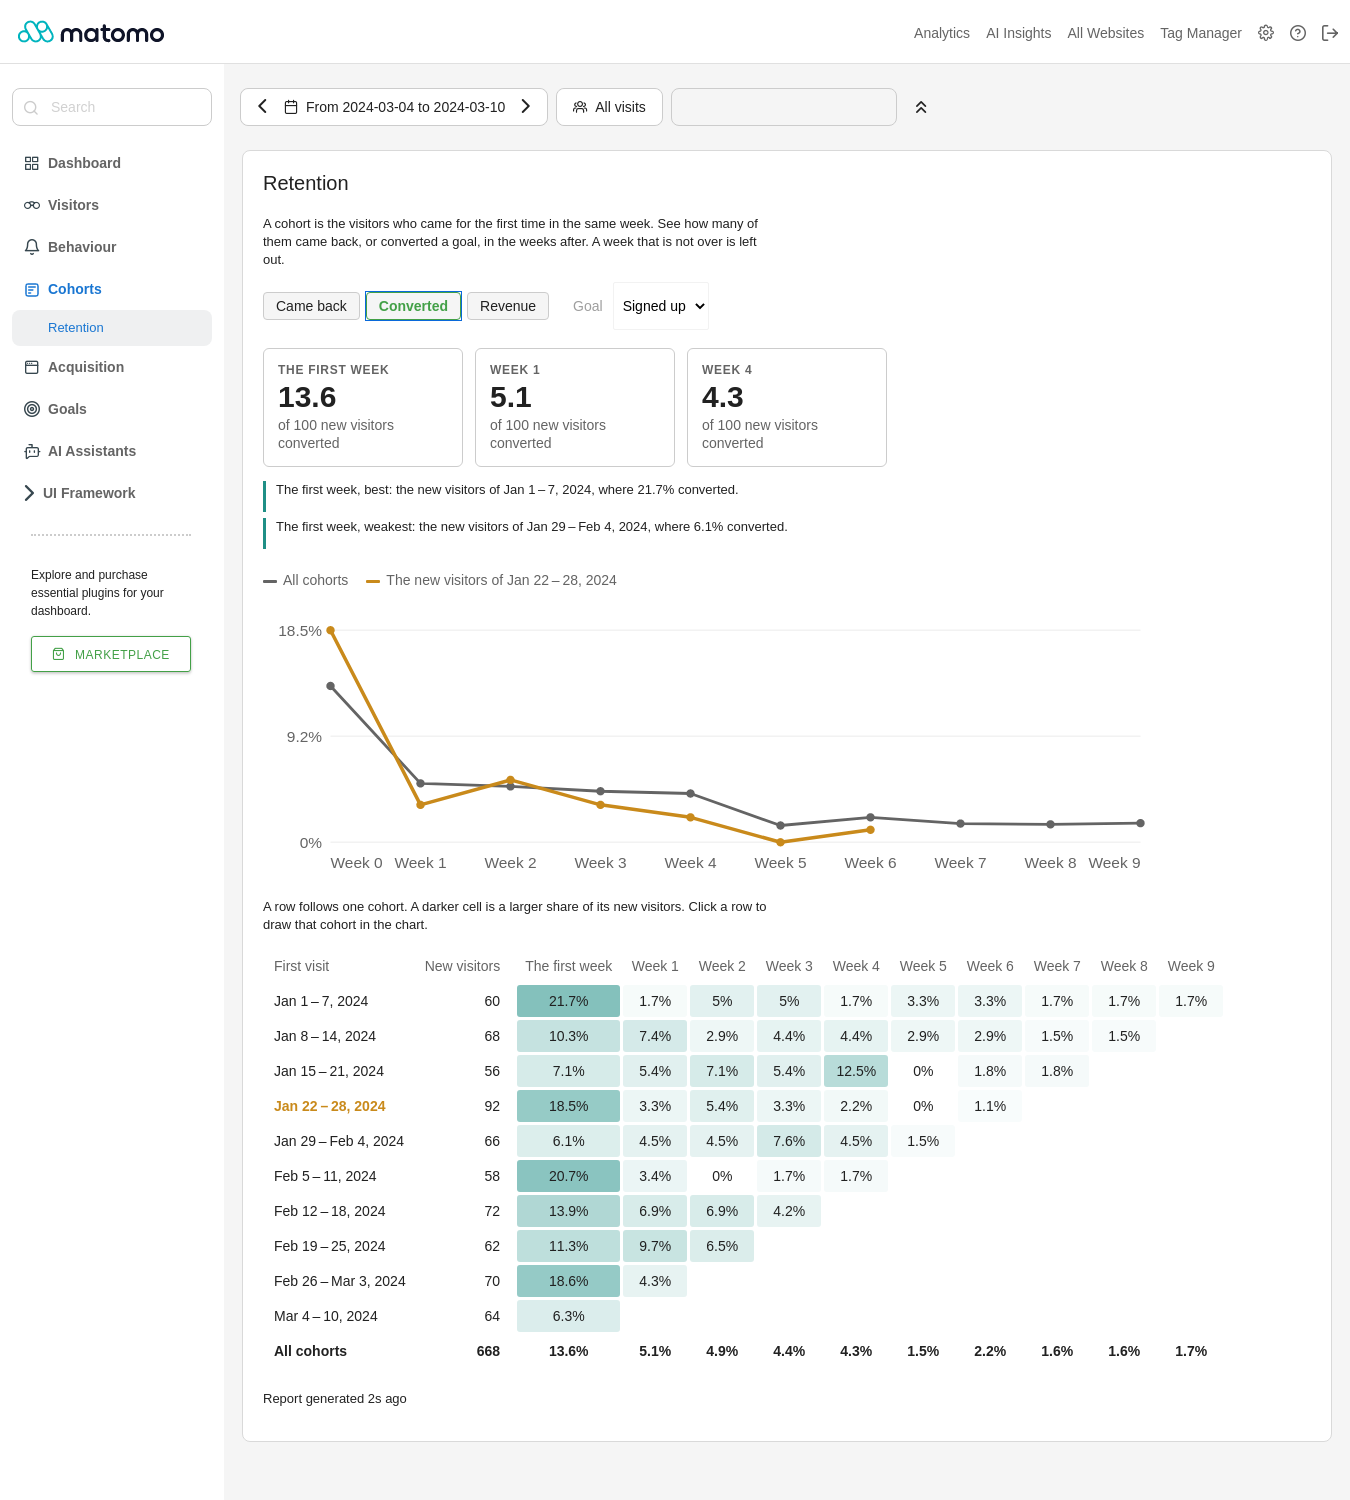 matomo
Analytics AI Insights All Websites Tag Manager
Search
From 2024-03-04 to 2024-03-10
All visits
Dashboard
Visitors
Behaviour
Cohorts
Retention
Acquisition
Goals
AI Assistants
UI Framework
Explore and purchase
essential plugins for your
dashboard.
MARKETPLACE
Retention
A cohort is the visitors who came for the first time in the same week. See how many of
them came back, or converted a goal, in the weeks after. A week that is not over is left
out.
Came back Converted Revenue Goal Signed up
THE FIRST WEEK
13.6
of 100 new visitors
converted
WEEK 1
5.1
of 100 new visitors
converted
WEEK 4
4.3
of 100 new visitors
converted
The first week, best: the new visitors of Jan 1 – 7, 2024, where 21.7% converted.
The first week, weakest: the new visitors of Jan 29 – Feb 4, 2024, where 6.1% converted.
All cohorts The new visitors of Jan 22 – 28, 2024
18.5%
9.2%
0%
Week 0 Week 1 Week 2 Week 3 Week 4 Week 5 Week 6 Week 7 Week 8 Week 9
A row follows one cohort. A darker cell is a larger share of its new visitors. Click a row to
draw that cohort in the chart.
First visit New visitors The first week Week 1 Week 2 Week 3 Week 4 Week 5 Week 6 Week 7 Week 8 Week 9
Jan 1 – 7, 2024 60 21.7% 1.7% 5% 5% 1.7% 3.3% 3.3% 1.7% 1.7% 1.7%
Jan 8 – 14, 2024 68 10.3% 7.4% 2.9% 4.4% 4.4% 2.9% 2.9% 1.5% 1.5%
Jan 15 – 21, 2024 56 7.1% 5.4% 7.1% 5.4% 12.5% 0% 1.8% 1.8%
Jan 22 – 28, 2024 92 18.5% 3.3% 5.4% 3.3% 2.2% 0% 1.1%
Jan 29 – Feb 4, 2024 66 6.1% 4.5% 4.5% 7.6% 4.5% 1.5%
Feb 5 – 11, 2024 58 20.7% 3.4% 0% 1.7% 1.7%
Feb 12 – 18, 2024 72 13.9% 6.9% 6.9% 4.2%
Feb 19 – 25, 2024 62 11.3% 9.7% 6.5%
Feb 26 – Mar 3, 2024 70 18.6% 4.3%
Mar 4 – 10, 2024 64 6.3%
All cohorts 668 13.6% 5.1% 4.9% 4.4% 4.3% 1.5% 2.2% 1.6% 1.6% 1.7%
Report generated 2s ago